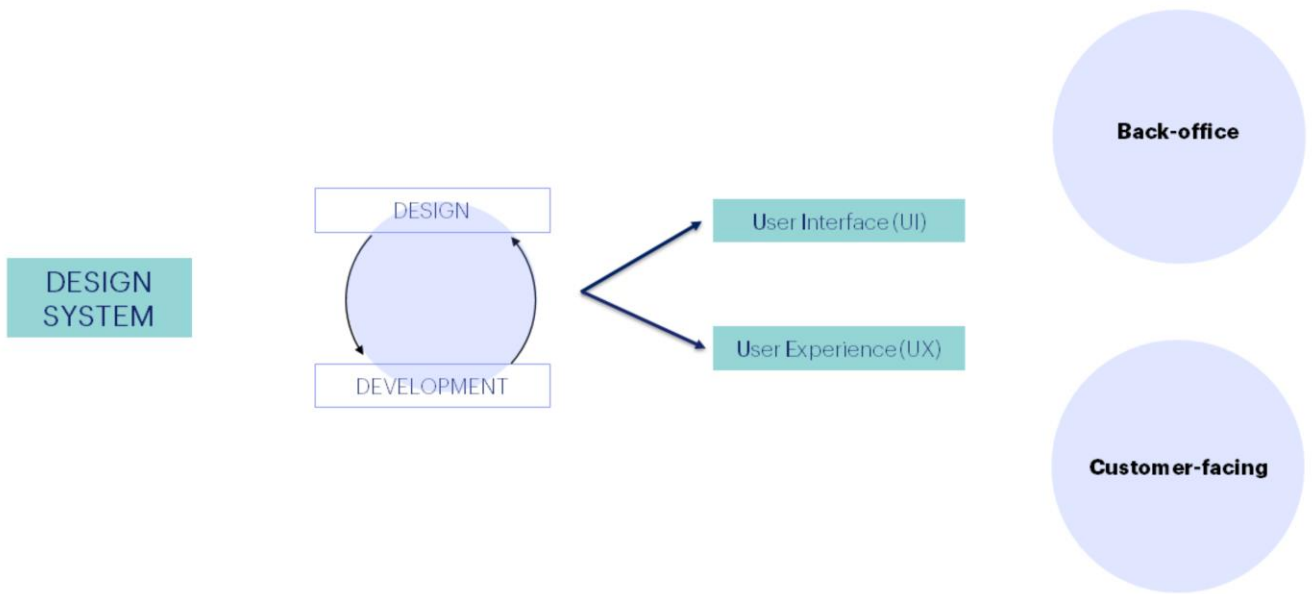 DESIGN
SYSTEM
DESIGN
DEVELOPMENT
User Interface (UI)
User Experience (UX)
Back-office
Customer-facing